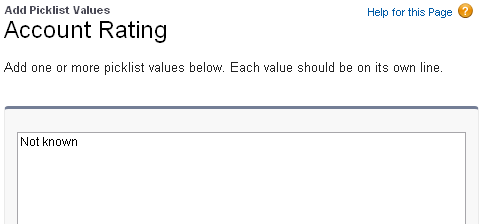 Add Picklist Values
Help for this Page ?
Account Rating
Add one or more picklist values below. Each value should be on its own line.
Not known